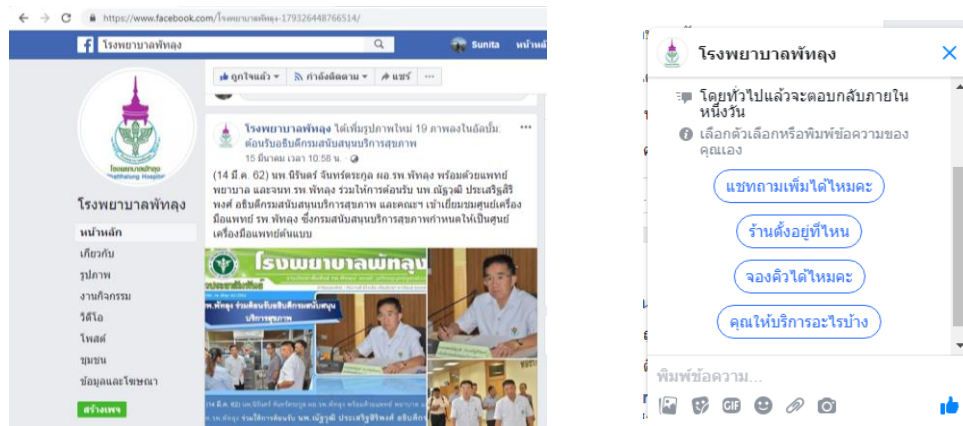 https://www.facebook.com/โรงพยาบาลพัทลุง-179326448766514/
โรงพยาบาลพัทลุง
Sunita
หน้าหลั
ถูกใจแล้ว
กำลังติดตาม
แชร์
โรงพยาบาลพัทลุง
Phatthalung Hospital
โรงพยาบาลพัทลุง
หน้าหลัก
เกี่ยวกับ
รูปภาพ
งานกิจกรรม
วิดีโอ
โพสต์
ชุมชน
ข้อมูลและโฆษณา
สร้างเพจ
โรงพยาบาลพัทลุง ได้เพิ่มรูปภาพใหม่ 19 ภาพลงในอัลบั้ม:
ต้อนรับอธิบดีกรมสนับสนุนบริการสุขภาพ
15 มีนาคม เวลา 10:58 น. ·
(14 มี.ค. 62) นพ.นิรันดร์ จันทร์ตระกูล ผอ.รพ.พัทลุง พร้อมด้วยแพทย์
พยาบาล และจนท.รพ.พัทลุง ร่วมให้การต้อนรับ นพ.ณัฐวุฒิ ประเสริฐสิริ
พงศ์ อธิบดีกรมสนับสนุนบริการสุขภาพ และคณะฯ เข้าเยี่ยมชมศูนย์เครื่อง
มือแพทย์ รพ.พัทลุง ซึ่งกรมสนับสนุนบริการสุขภาพกำหนดให้เป็นศูนย์
เครื่องมือแพทย์ต้นแบบ
โรงพยาบาลพัทลุง
รพ.พัทลุง ร่วมต้อนรับอธิบดีกรมสนับสนุน
บริการสุขภาพ
โรงพยาบาลพัทลุง
โดยทั่วไปแล้วจะตอบกลับภายใน
หนึ่งวัน
เลือกตัวเลือกหรือพิมพ์ข้อความของ
คุณเอง
แชทถามเพิ่มได้ไหมคะ
ร้านตั้งอยู่ที่ไหน
จองคิวได้ไหมคะ
คุณให้บริการอะไรบ้าง
พิมพ์ข้อความ...
GIF